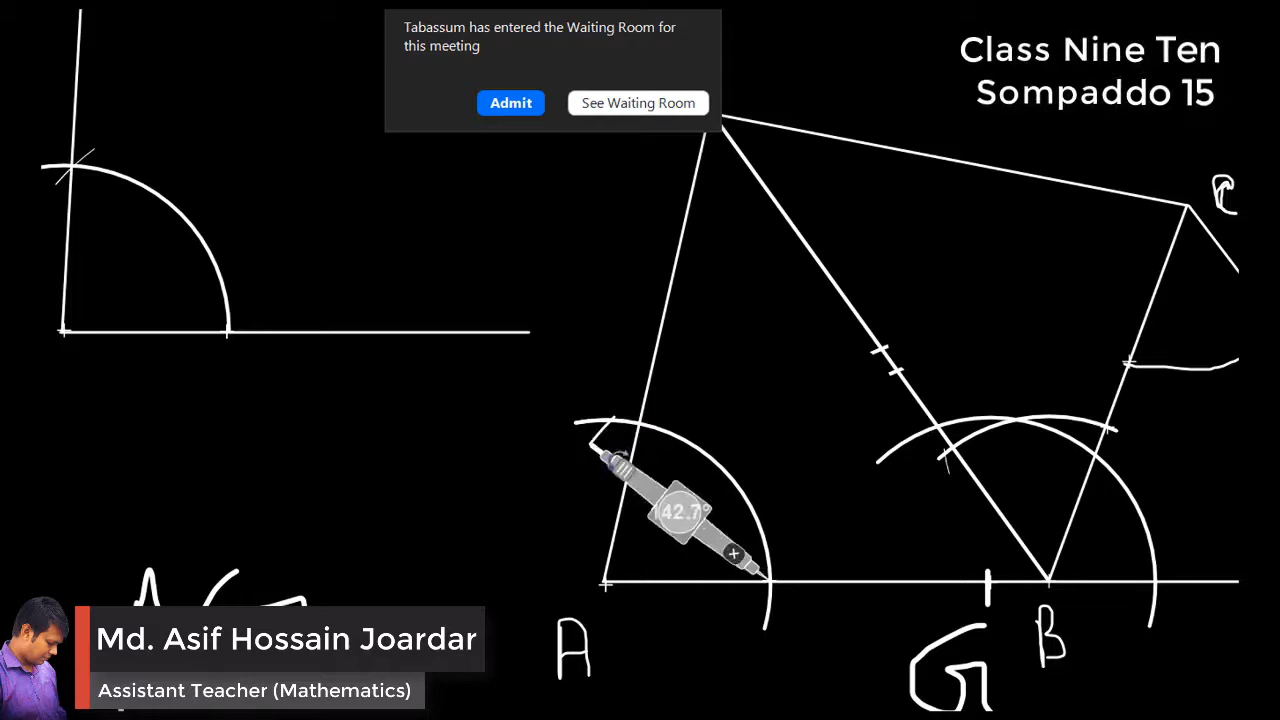 Tabassum has entered the Waiting Room for
this meeting
Admit
See Waiting Room
Class Nine Ten
Sompaddo 15
C
42.7°
A
G
B
Md. Asif Hossain Joardar
Assistant Teacher (Mathematics)